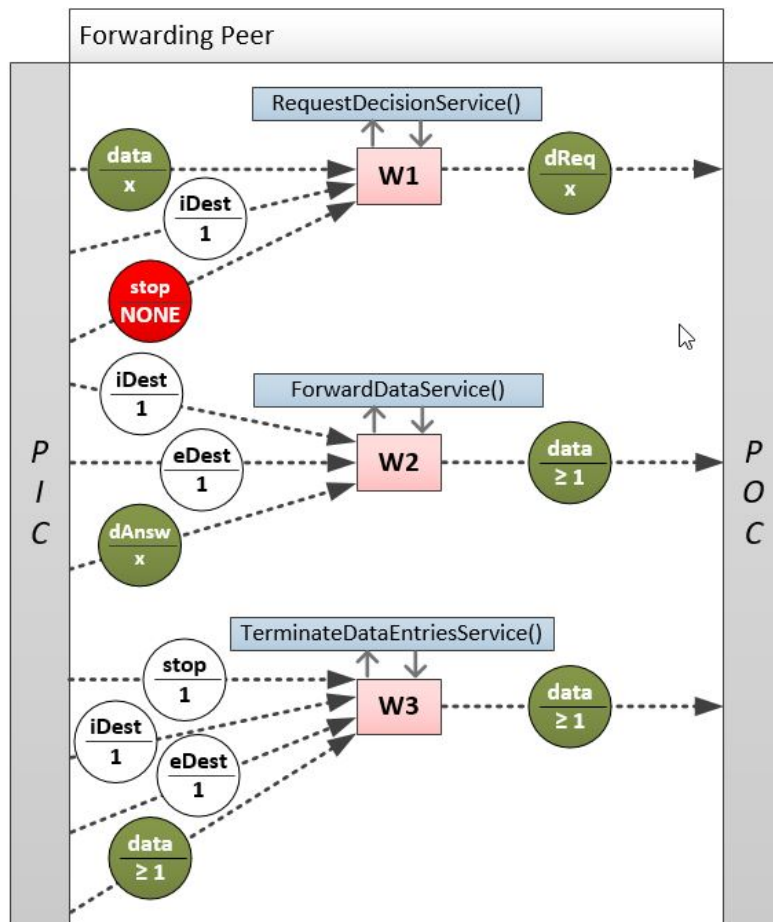 Forwarding Peer
RequestDecisionService()
data
x
W1
dReq
x
iDest
1
stop
NONE
iDest
1
ForwardDataService()
W2
data
≥ 1
eDest
1
dAnsw
x
P
I
C
P
O
C
TerminateDataEntriesService()
stop
1
W3
data
≥ 1
iDest
1
eDest
1
data
≥ 1